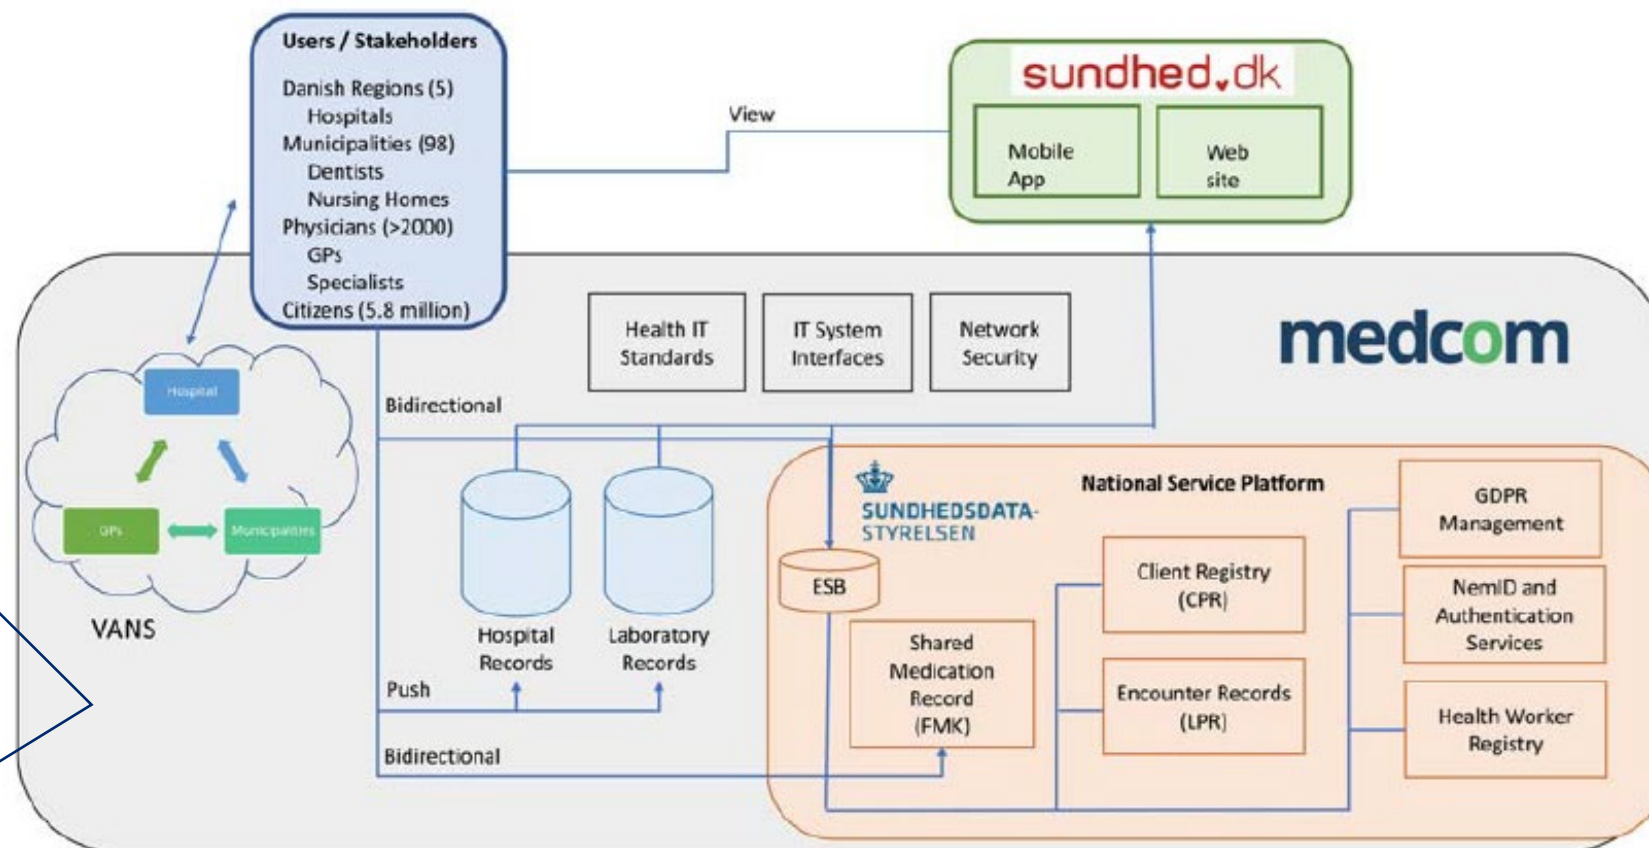 Users / Stakeholders
Danish Regions (5)
Hospitals
Municipalities (98)
Dentists
Nursing Homes
Physicians (>2000)
GPs
Specialists
Citizens (5.8 million)
View
sundhed.dk
Mobile
App
Web
site
Health IT
Standards
IT System
Interfaces
Network
Security
medcom
Hospital
GPs
Municipalities
VANS
Bidirectional
Hospital
Records
Laboratory
Records
Push
Bidirectional
SUNDHEDSDATA-
STYRELSEN
National Service Platform
ESB
Shared
Medication
Record
(FMK)
Client Registry
(CPR)
Encounter Records
(LPR)
GDPR
Management
NemID and
Authentication
Services
Health Worker
Registry